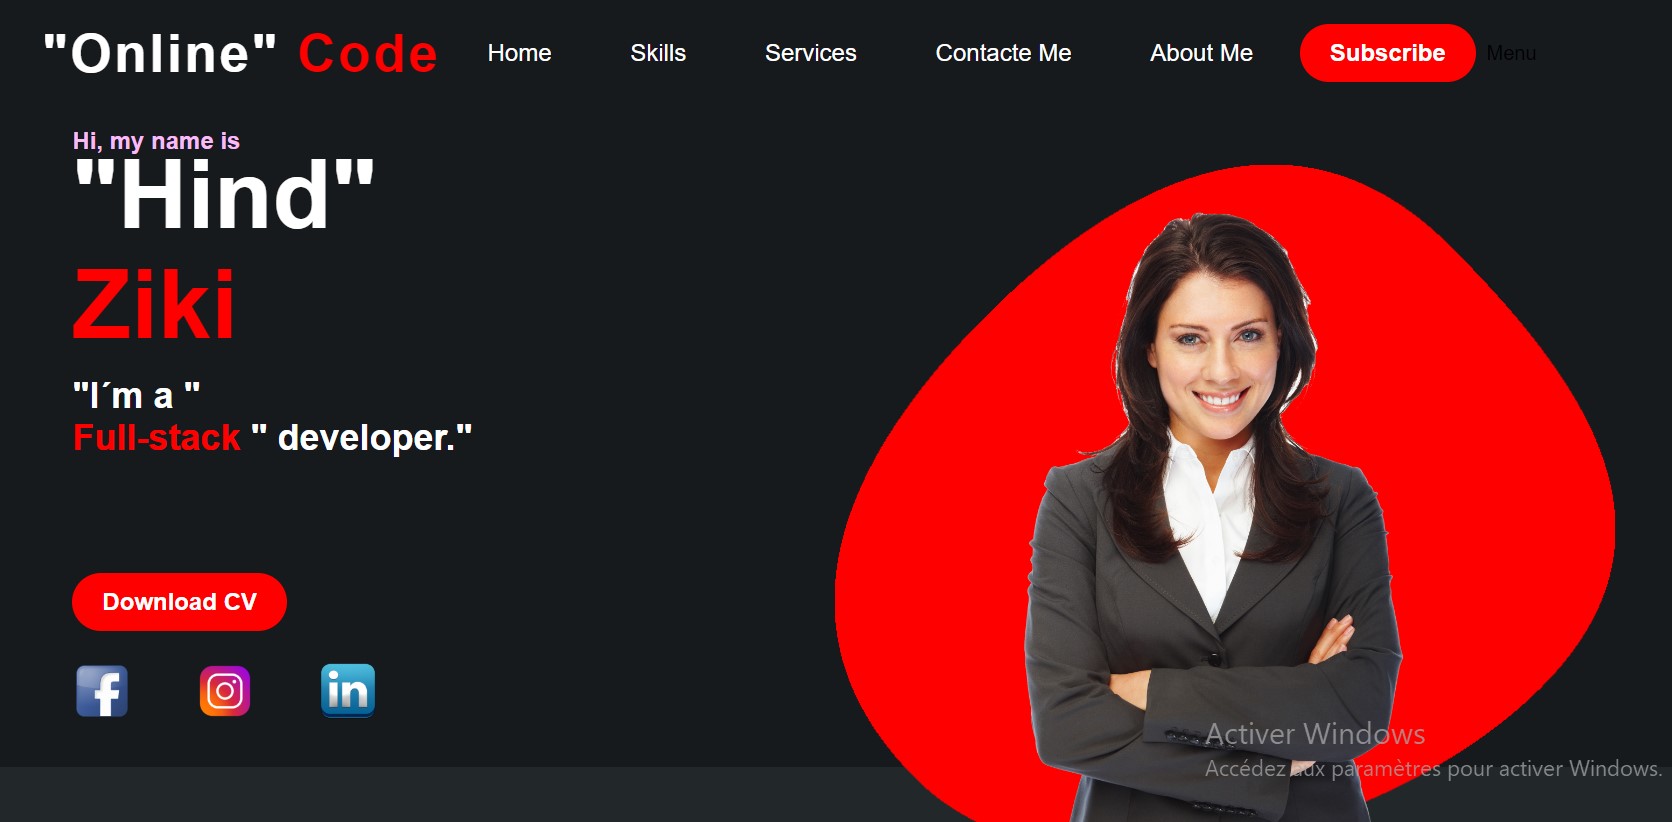 "Online" Code Home Skills Services Contacte Me About Me Subscribe Menu
Hi, my name is
"Hind"
Ziki
"I´m a "
Full-stack " developer."
Download CV
f in
Activer Windows
Accédez aux paramètres pour activer Windows.